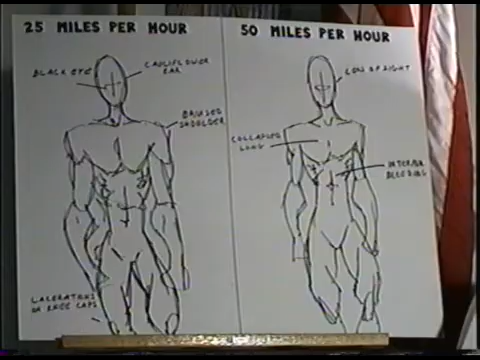 25 MILES PER HOUR
BLACK EYE
CAULIFLOWER
EAR
BRUISED
SHOULDER
LACERATIONS
ON KNEE CAPS
50 MILES PER HOUR
LOSS OF SIGHT
COLLAPSED
LUNG
INTERNAL
BLEEDING